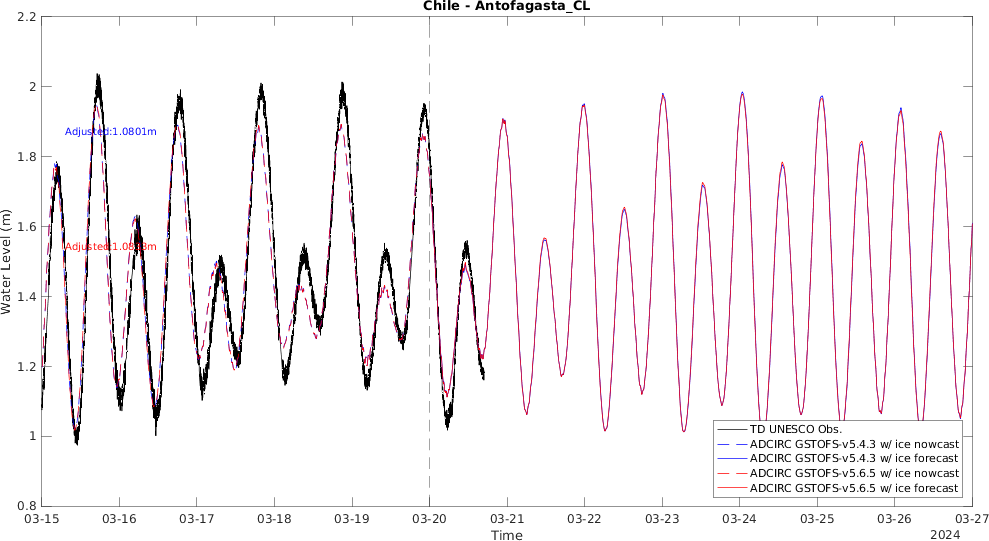 Chile - Antofagasta_CL
2.2
2
1.8
1.6
1.4
1.2
1
0.8
Water Level (m)
Adjusted:1.0801m
TD UNESCO Obs.
ADCIRC GSTOFS-v5.4.3 w/ ice nowcast
ADCIRC GSTOFS-v5.4.3 w/ ice forecast
ADCIRC GSTOFS-v5.6.5 w/ ice nowcast
ADCIRC GSTOFS-v5.6.5 w/ ice forecast
03-15 03-16 03-17 03-18 03-19 03-20 03-21 03-22 03-23 03-24 03-25 03-26 03-27
Time
2024